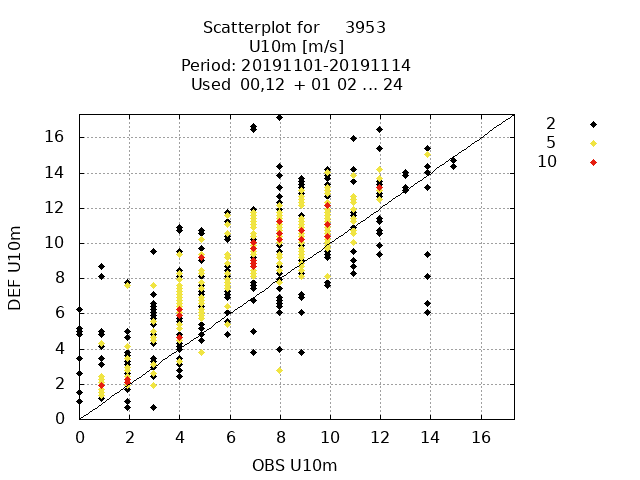 Scatterplot for 3953
U10m [m/s]
Period: 20191101-20191114
Used 00,12 + 01 02 ... 24
2
5
10
16
14
12
10
8
6
4
2
0
DEF U10m
0 2 4 6 8 10 12 14 16
OBS U10m